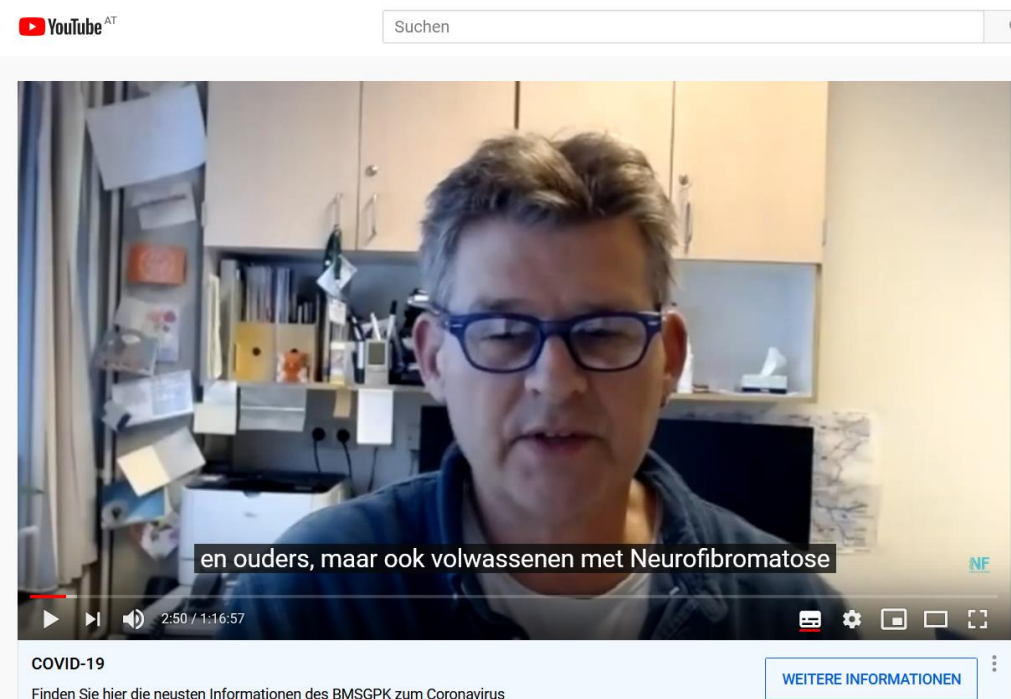 YouTube AT
Suchen
en ouders, maar ook volwassenen met Neurofibromatose
NF
2:50 / 1:16:57
COVID-19
Finden Sie hier die neusten Informationen des BMSGPK zum Coronavirus
WEITERE INFORMATIONEN